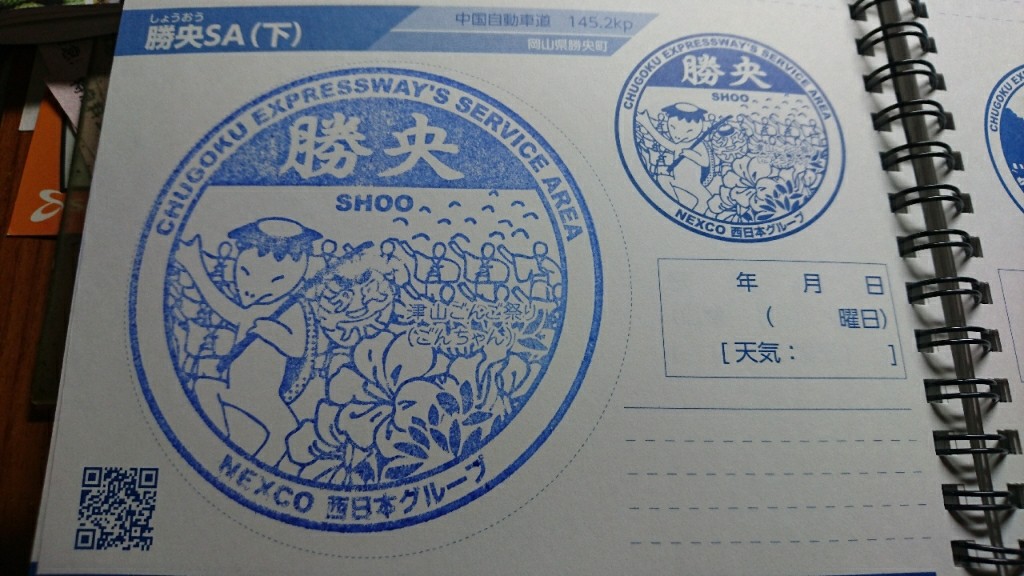 しょうおう
勝央SA(下)
中国自動車道 145.2kp
岡山県勝央町
CHUGOKU EXPRESSWAY'S SERVICE AREA
勝央
SHOO
津山ごんご祭り
(ごんちゃん)
NEXCO 西日本グループ
CHUGOKU EXPRESSWAY'S SERVICE AREA
勝央
SHOO
NEXCO 西日本グループ
年 月 日
( 曜日)
[天気: ]
CHUGOKU